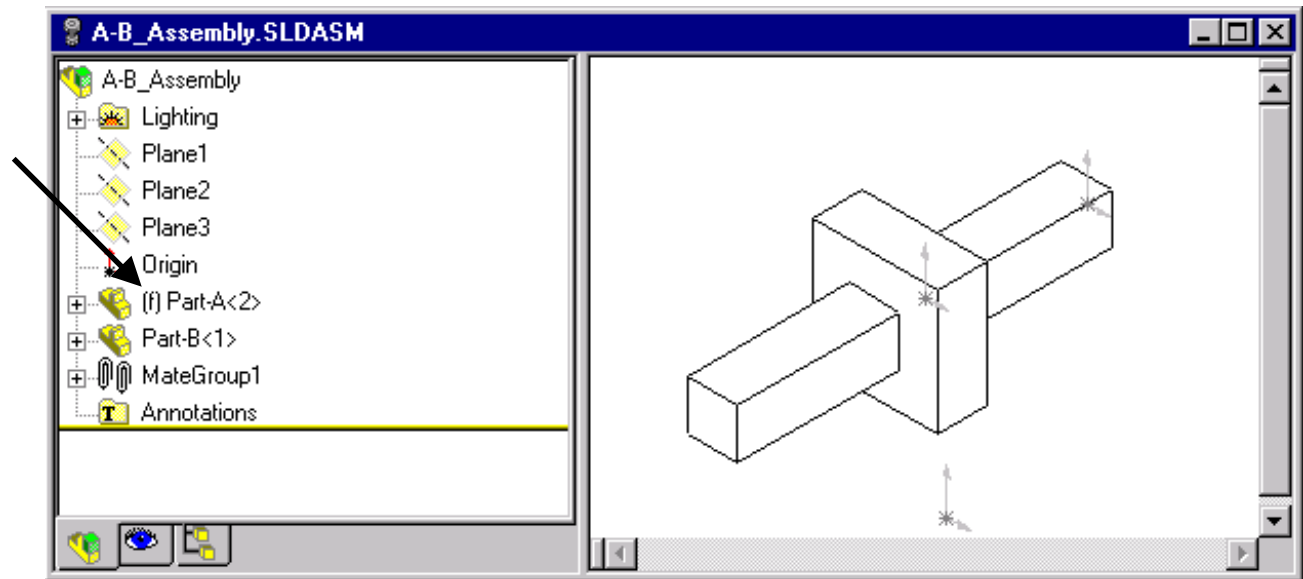 A-B_Assembly.SLDASM
A-B_Assembly
Lighting
Plane1
Plane2
Plane3
Origin
(f) Part-A<2>
Part-B<1>
MateGroup1
T Annotations